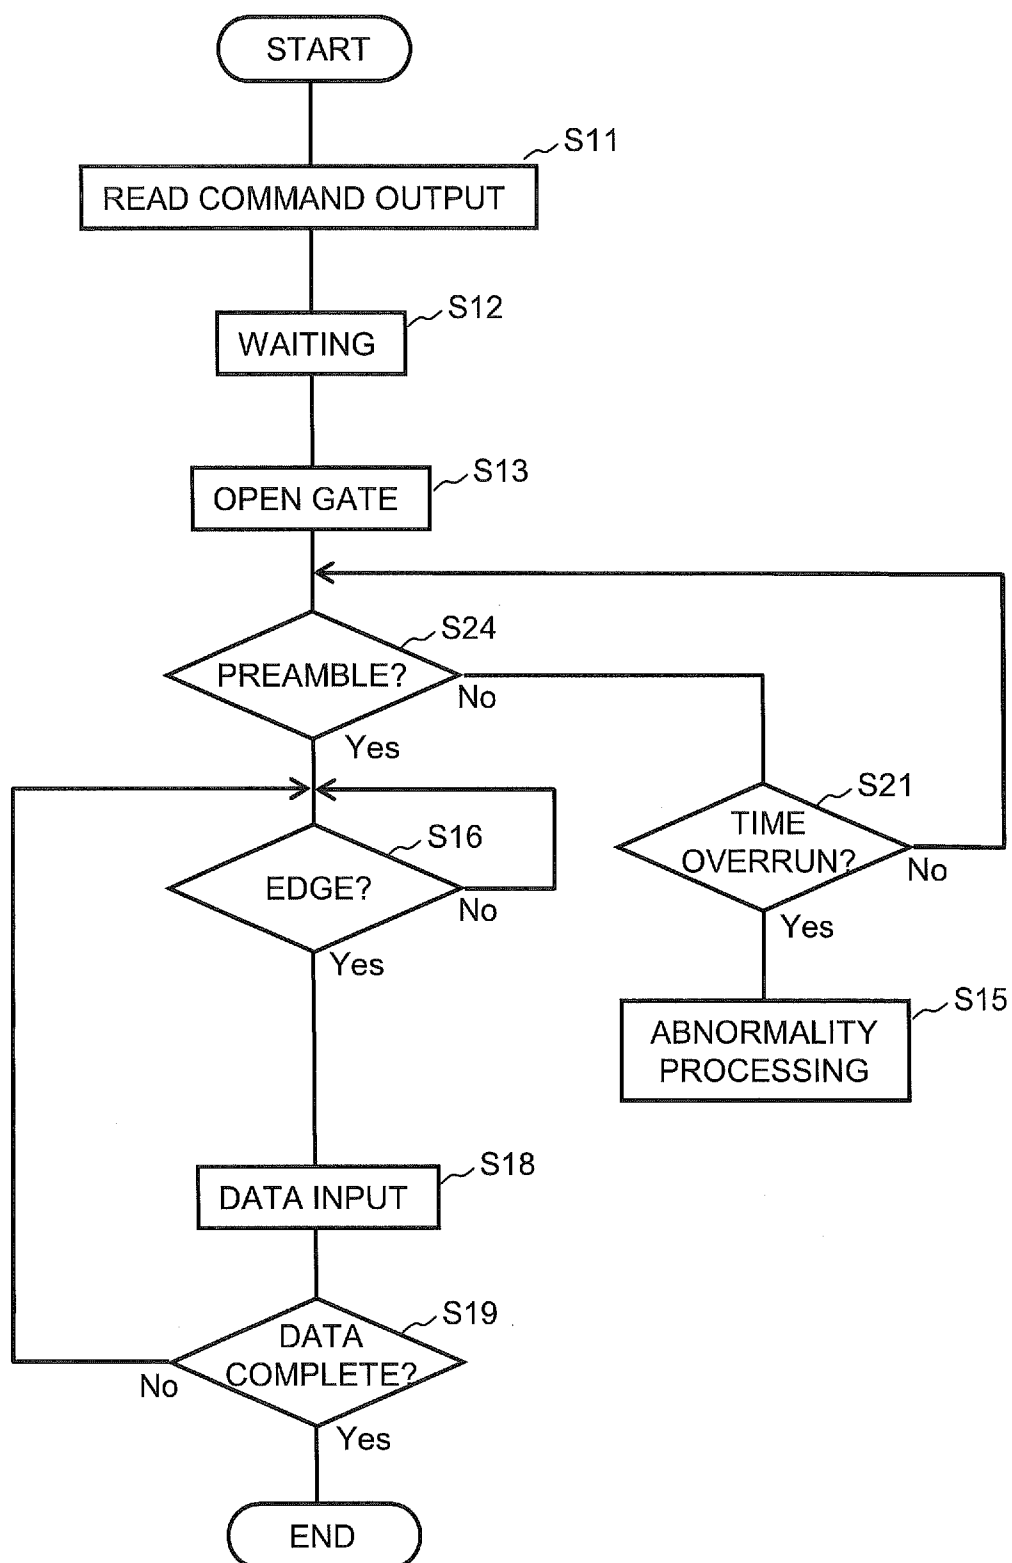 START
S11
READ COMMAND OUTPUT
S12
WAITING
S13
OPEN GATE
S24
PREAMBLE?
No
Yes
S21
TIME
OVERRUN?
No
Yes
S16
EDGE?
No
Yes
S15
ABNORMALITY
PROCESSING
S18
DATA INPUT
S19
DATA
COMPLETE?
No
Yes
END